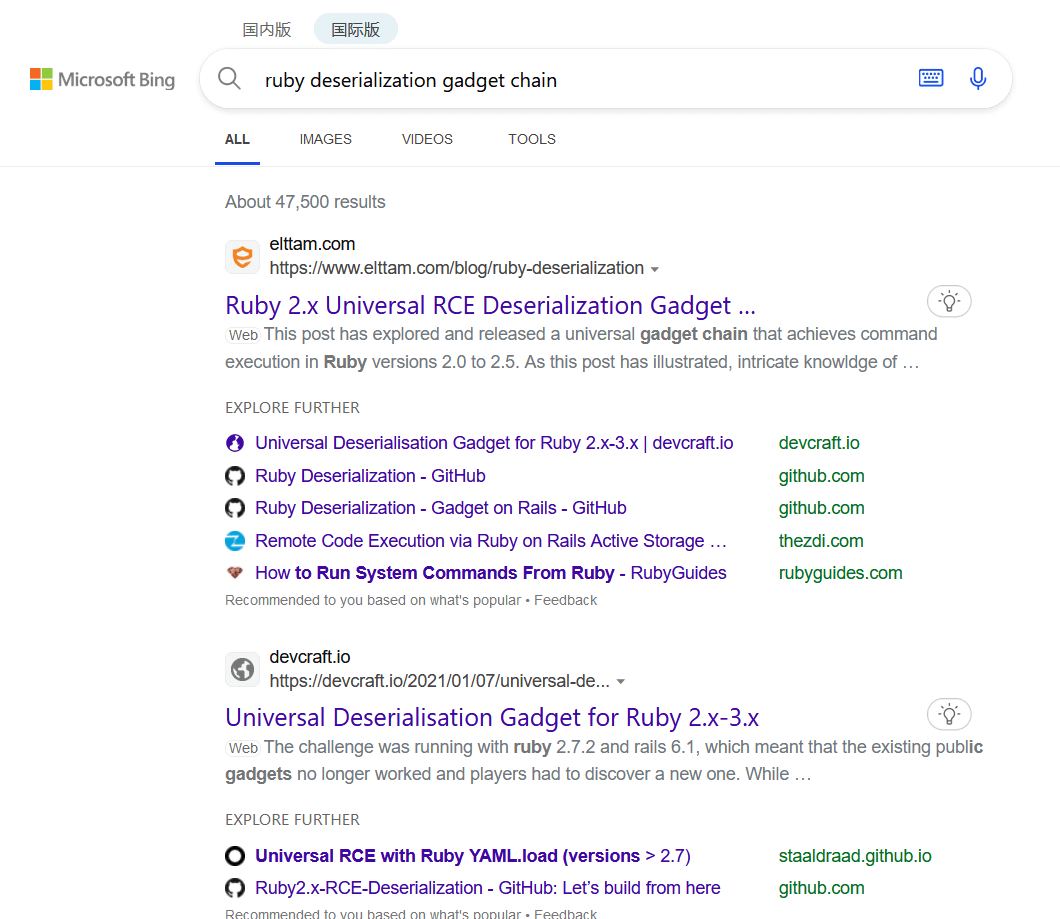 国内版 国际版
Microsoft Bing
ruby deserialization gadget chain
ALL IMAGES VIDEOS TOOLS
About 47,500 results
elttam.com
https://www.elttam.com/blog/ruby-deserialization
Ruby 2.x Universal RCE Deserialization Gadget ...
Web This post has explored and released a universal gadget chain that achieves command
execution in Ruby versions 2.0 to 2.5. As this post has illustrated, intricate knowldge of …
EXPLORE FURTHER
Universal Deserialisation Gadget for Ruby 2.x-3.x | devcraft.io devcraft.io
Ruby Deserialization - GitHub github.com
Ruby Deserialization - Gadget on Rails - GitHub github.com
Remote Code Execution via Ruby on Rails Active Storage … thezdi.com
How to Run System Commands From Ruby - RubyGuides rubyguides.com
Recommended to you based on what's popular • Feedback
devcraft.io
https://devcraft.io/2021/01/07/universal-de...
Universal Deserialisation Gadget for Ruby 2.x-3.x
Web The challenge was running with ruby 2.7.2 and rails 6.1, which meant that the existing public
gadgets no longer worked and players had to discover a new one. While …
EXPLORE FURTHER
Universal RCE with Ruby YAML.load (versions > 2.7) staaldraad.github.io
Ruby2.x-RCE-Deserialization - GitHub: Let’s build from here github.com
Recommended to you based on what's popular • Feedback